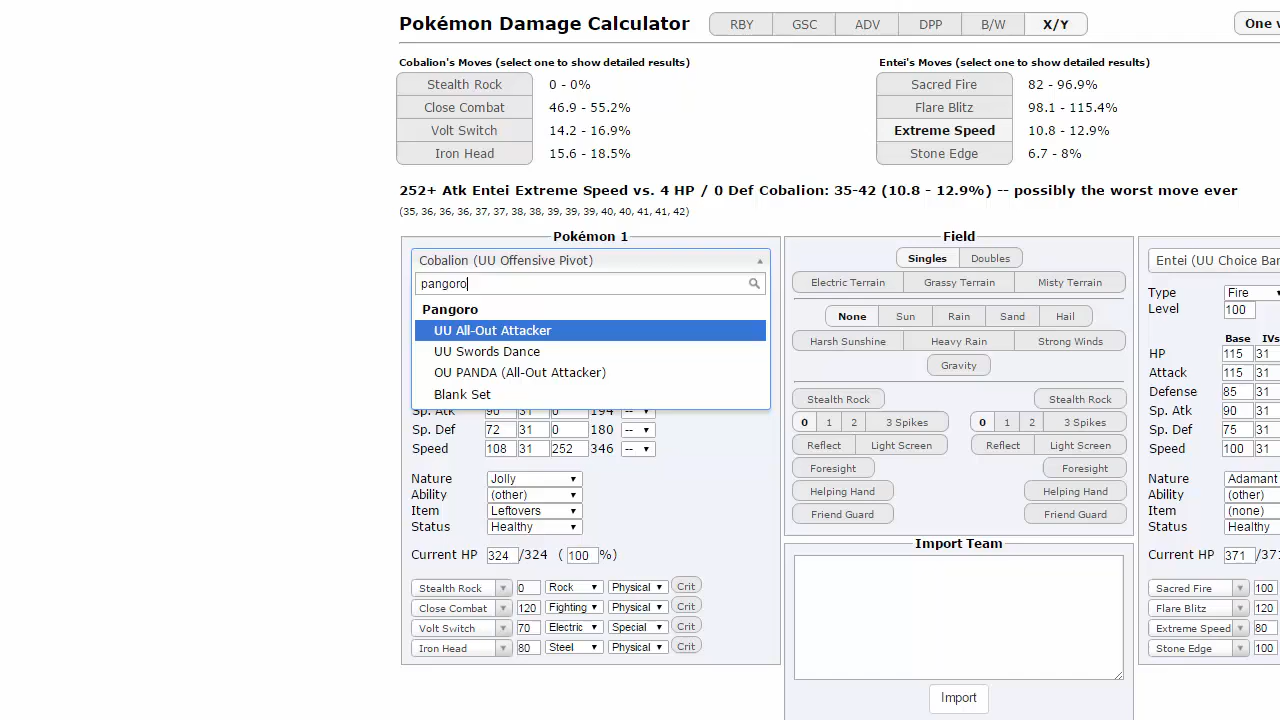 Pokémon Damage Calculator RBY GSC ADV DPP B/W X/Y One v
Cobalion's Moves (select one to show detailed results) Entei's Moves (select one to show detailed results)
Stealth Rock 0 - 0% Sacred Fire 82 - 96.9%
Close Combat 46.9 - 55.2% Flare Blitz 98.1 - 115.4%
Volt Switch 14.2 - 16.9% Extreme Speed 10.8 - 12.9%
Iron Head 15.6 - 18.5% Stone Edge 6.7 - 8%
252+ Atk Entei Extreme Speed vs. 4 HP / 0 Def Cobalion: 35-42 (10.8 - 12.9%) -- possibly the worst move ever
(35, 36, 36, 36, 37, 37, 38, 38, 39, 39, 39, 40, 40, 41, 41, 42)
Pokémon 1
Cobalion (UU Offensive Pivot)
pangoro
Pangoro
UU All-Out Attacker
UU Swords Dance
OU PANDA (All-Out Attacker)
Blank Set
Sp. Atk 90 31 0 194 --
Sp. Def 72 31 0 180 --
Speed 108 31 252 346 --
Nature Jolly
Ability (other)
Item Leftovers
Status Healthy
Current HP 324 /324 ( 100 %)
Stealth Rock 0 Rock Physical Crit
Close Combat 120 Fighting Physical Crit
Volt Switch 70 Electric Special Crit
Iron Head 80 Steel Physical Crit
Field
Singles Doubles
Electric Terrain Grassy Terrain Misty Terrain
None Sun Rain Sand Hail
Harsh Sunshine Heavy Rain Strong Winds
Gravity
Stealth Rock Stealth Rock
0 1 2 3 Spikes 0 1 2 3 Spikes
Reflect Light Screen Reflect Light Screen
Foresight Foresight
Helping Hand Helping Hand
Friend Guard Friend Guard
Import Team
Import
Entei (UU Choice Ban
Type Fire
Level 100
Base IVs
HP 115 31
Attack 115 31
Defense 85 31
Sp. Atk 90 31
Sp. Def 75 31
Speed 100 31
Nature Adamant
Ability (other)
Item (none)
Status Healthy
Current HP 371 /371
Sacred Fire 100
Flare Blitz 120
Extreme Speed 80
Stone Edge 100